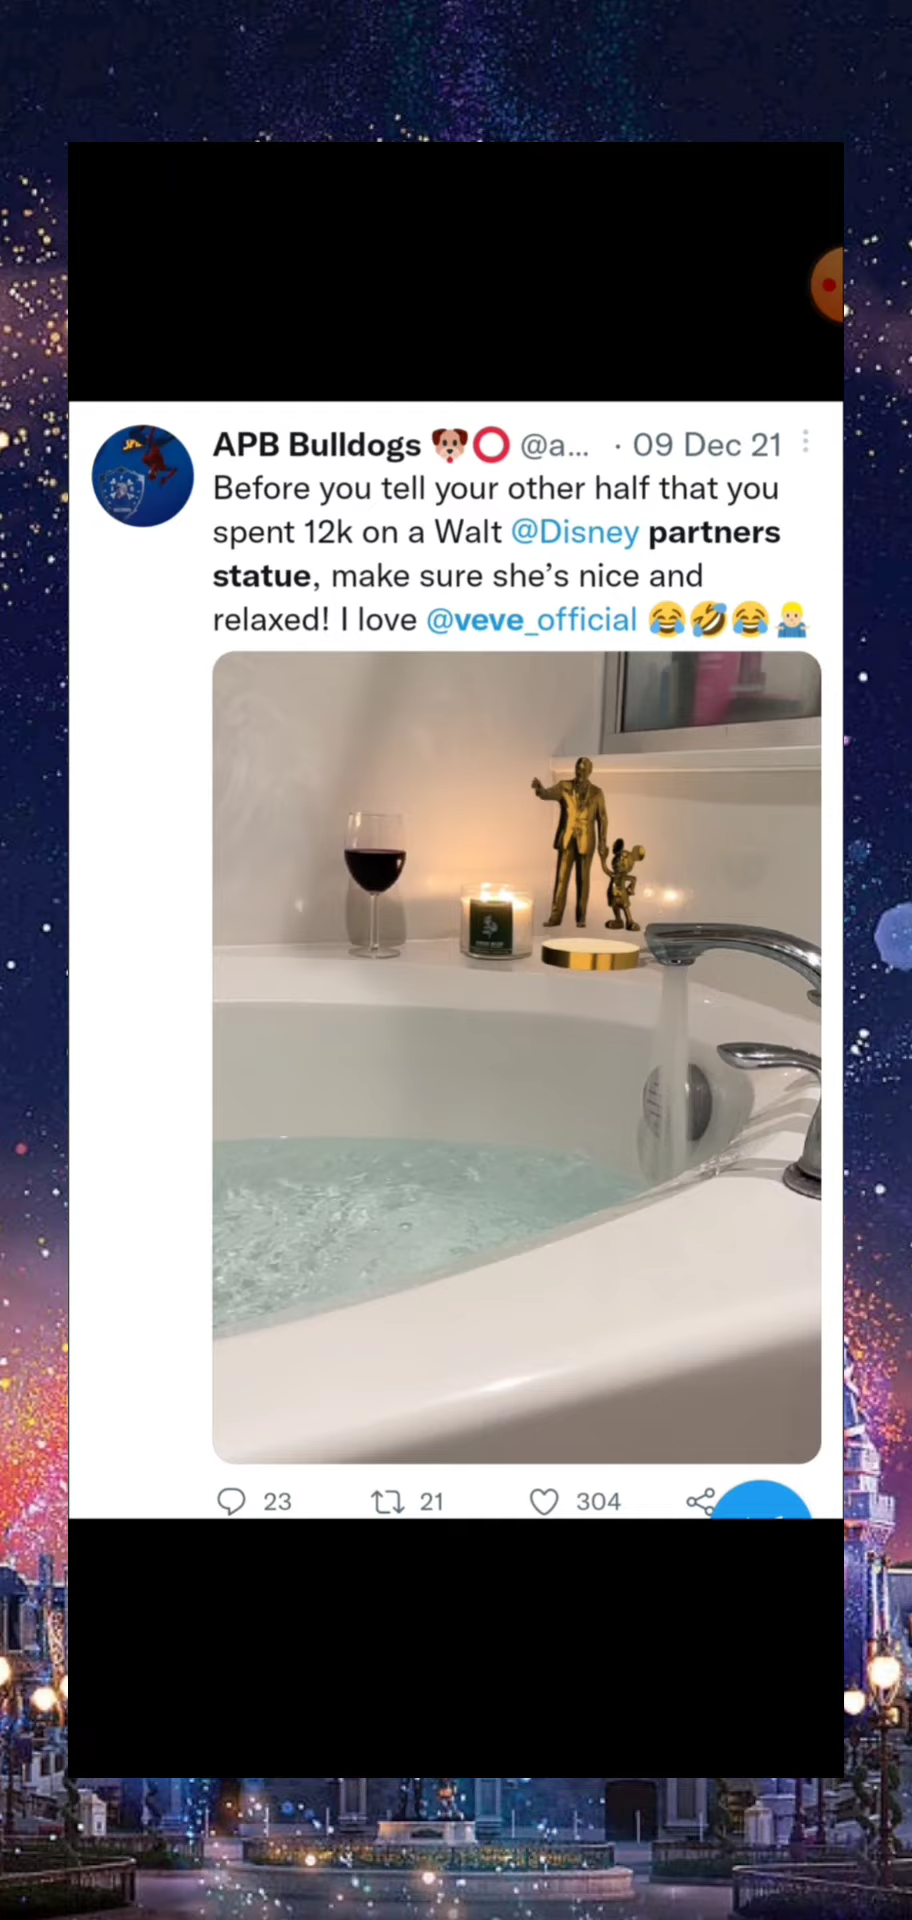 APB Bulldogs 🐶⭕ @a... · 09 Dec 21
Before you tell your other half that you
spent 12k on a Walt @Disney partners
statue, make sure she’s nice and
relaxed! I love @veve_official 😂🤣😂🤷🏼‍♂️
23 21 304